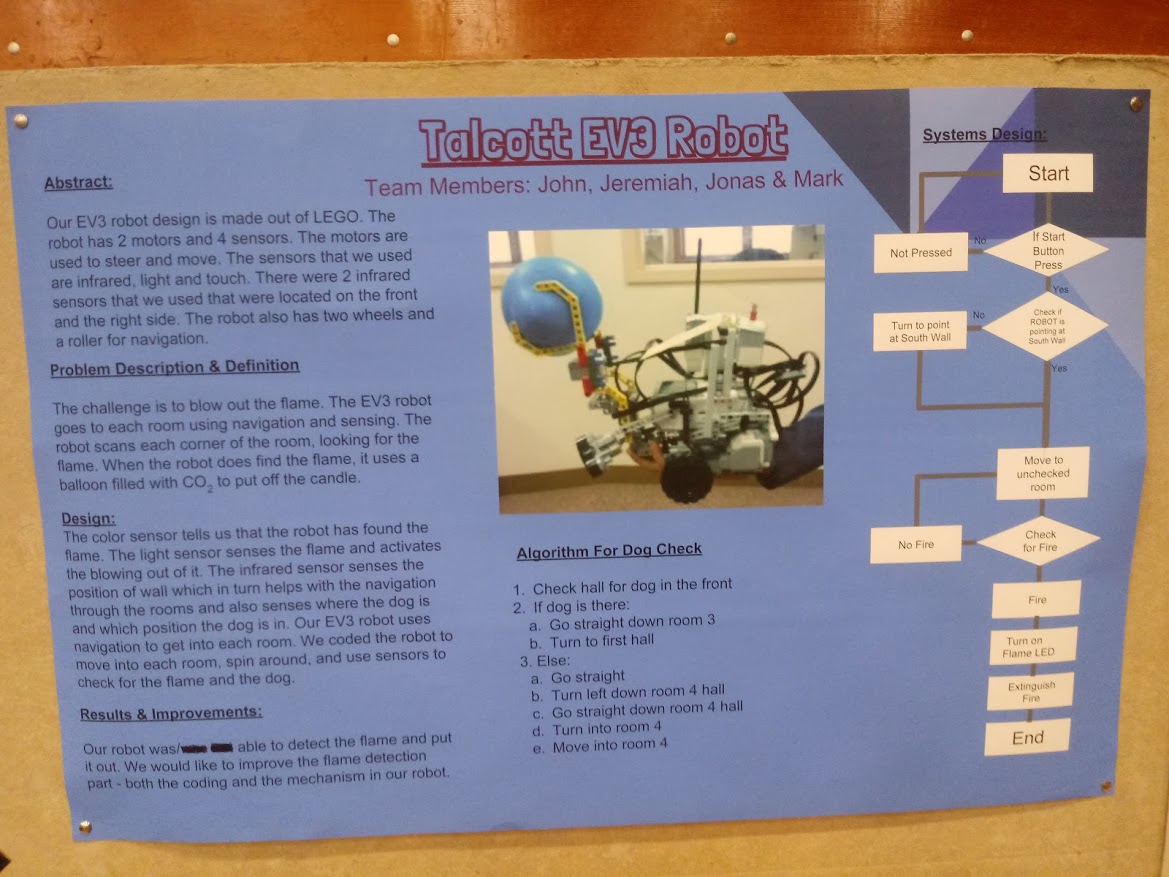 Talcott EV3 Robot
Team Members: John, Jeremiah, Jonas & Mark
Abstract:
Our EV3 robot design is made out of LEGO. The
robot has 2 motors and 4 sensors. The motors are
used to steer and move. The sensors that we used
are infrared, light and touch. There were 2 infrared
sensors that we used that were located on the front
and the right side. The robot also has two wheels and
a roller for navigation.
Problem Description & Definition
The challenge is to blow out the flame. The EV3 robot
goes to each room using navigation and sensing. The
robot scans each corner of the room, looking for the
flame. When the robot does find the flame, it uses a
balloon filled with CO2 to put off the candle.
Design:
The color sensor tells us that the robot has found the
flame. The light sensor senses the flame and activates
the blowing out of it. The infrared sensor senses the
position of wall which in turn helps with the navigation
through the rooms and also senses where the dog is
and which position the dog is in. Our EV3 robot uses
navigation to get into each room. We coded the robot to
move into each room, spin around, and use sensors to
check for the flame and the dog.
Results & Improvements:
Our robot was/ able to detect the flame and put
it out. We would like to improve the flame detection
part - both the coding and the mechanism in our robot.
Algorithm For Dog Check
1. Check hall for dog in the front
2. If dog is there:
a. Go straight down room 3
b. Turn to first hall
3. Else:
a. Go straight
b. Turn left down room 4 hall
c. Go straight down room 4 hall
d. Turn into room 4
e. Move into room 4
Systems Design:
Start
If Start
Button
Press
No
Not Pressed
Yes
Check if
ROBOT is
pointing at
South Wall
No
Turn to point
at South Wall
Yes
Move to
unchecked
room
Check
for Fire
No Fire
Fire
Turn on
Flame LED
Extinguish
Fire
End